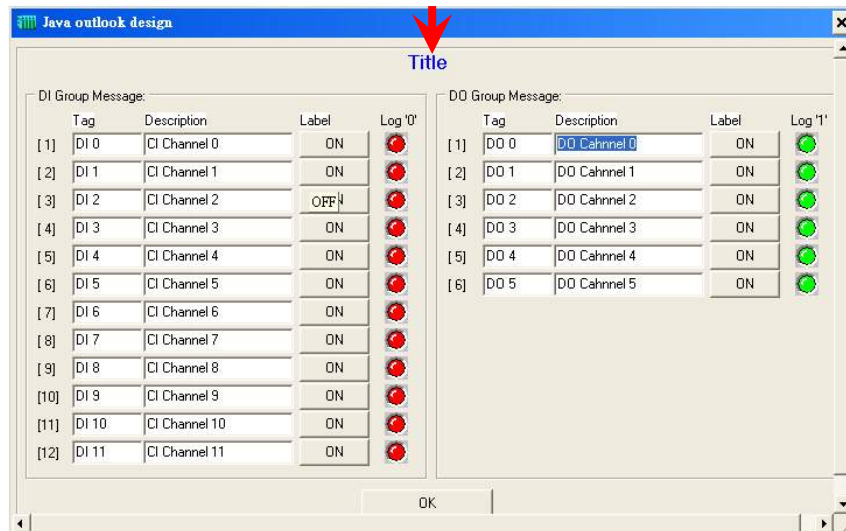 Java outlook design
Title
DI Group Message:
Tag Description Label Log '0'
[ 1] DI 0 CI Channel 0 ON
[ 2] DI 1 CI Channel 1 ON
[ 3] DI 2 CI Channel 2 OFF
[ 4] DI 3 CI Channel 3 ON
[ 5] DI 4 CI Channel 4 ON
[ 6] DI 5 CI Channel 5 ON
[ 7] DI 6 CI Channel 6 ON
[ 8] DI 7 CI Channel 7 ON
[ 9] DI 8 CI Channel 8 ON
[10] DI 9 CI Channel 9 ON
[11] DI 10 CI Channel 10 ON
[12] DI 11 CI Channel 11 ON
DO Group Message:
Tag Description Label Log '1'
[ 1] DO 0 DO Cahnnel 0 ON
[ 2] DO 1 DO Cahnnel 1 ON
[ 3] DO 2 DO Cahnnel 2 ON
[ 4] DO 3 DO Cahnnel 3 ON
[ 5] DO 4 DO Cahnnel 4 ON
[ 6] DO 5 DO Cahnnel 5 ON
OK